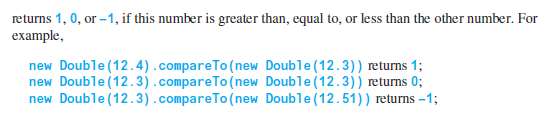 returns 1, 0, or –1, if this number is greater than, equal to, or less than the other number. For
example,
new Double(12.4).compareTo(new Double(12.3)) returns 1;
new Double(12.3).compareTo(new Double(12.3)) returns 0;
new Double(12.3).compareTo(new Double(12.51)) returns –1;